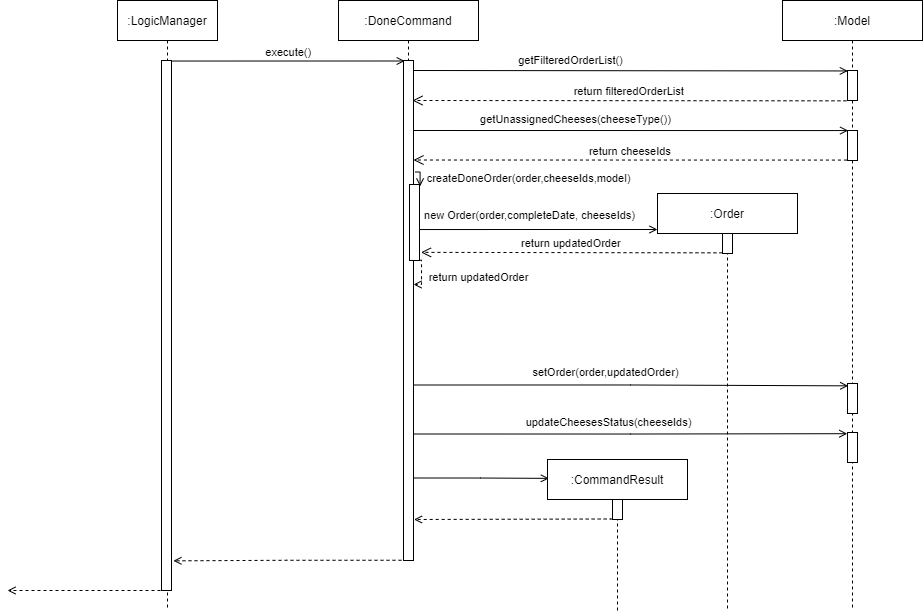 :LogicManager
:DoneCommand
:Model
execute()
getFilteredOrderList()
return filteredOrderList
getUnassignedCheeses(cheeseType())
return cheeseIds
createDoneOrder(order,cheeseIds,model)
new Order(order,completeDate, cheeseIds)
:Order
return updatedOrder
return updatedOrder
setOrder(order,updatedOrder)
updateCheesesStatus(cheeseIds)
:CommandResult